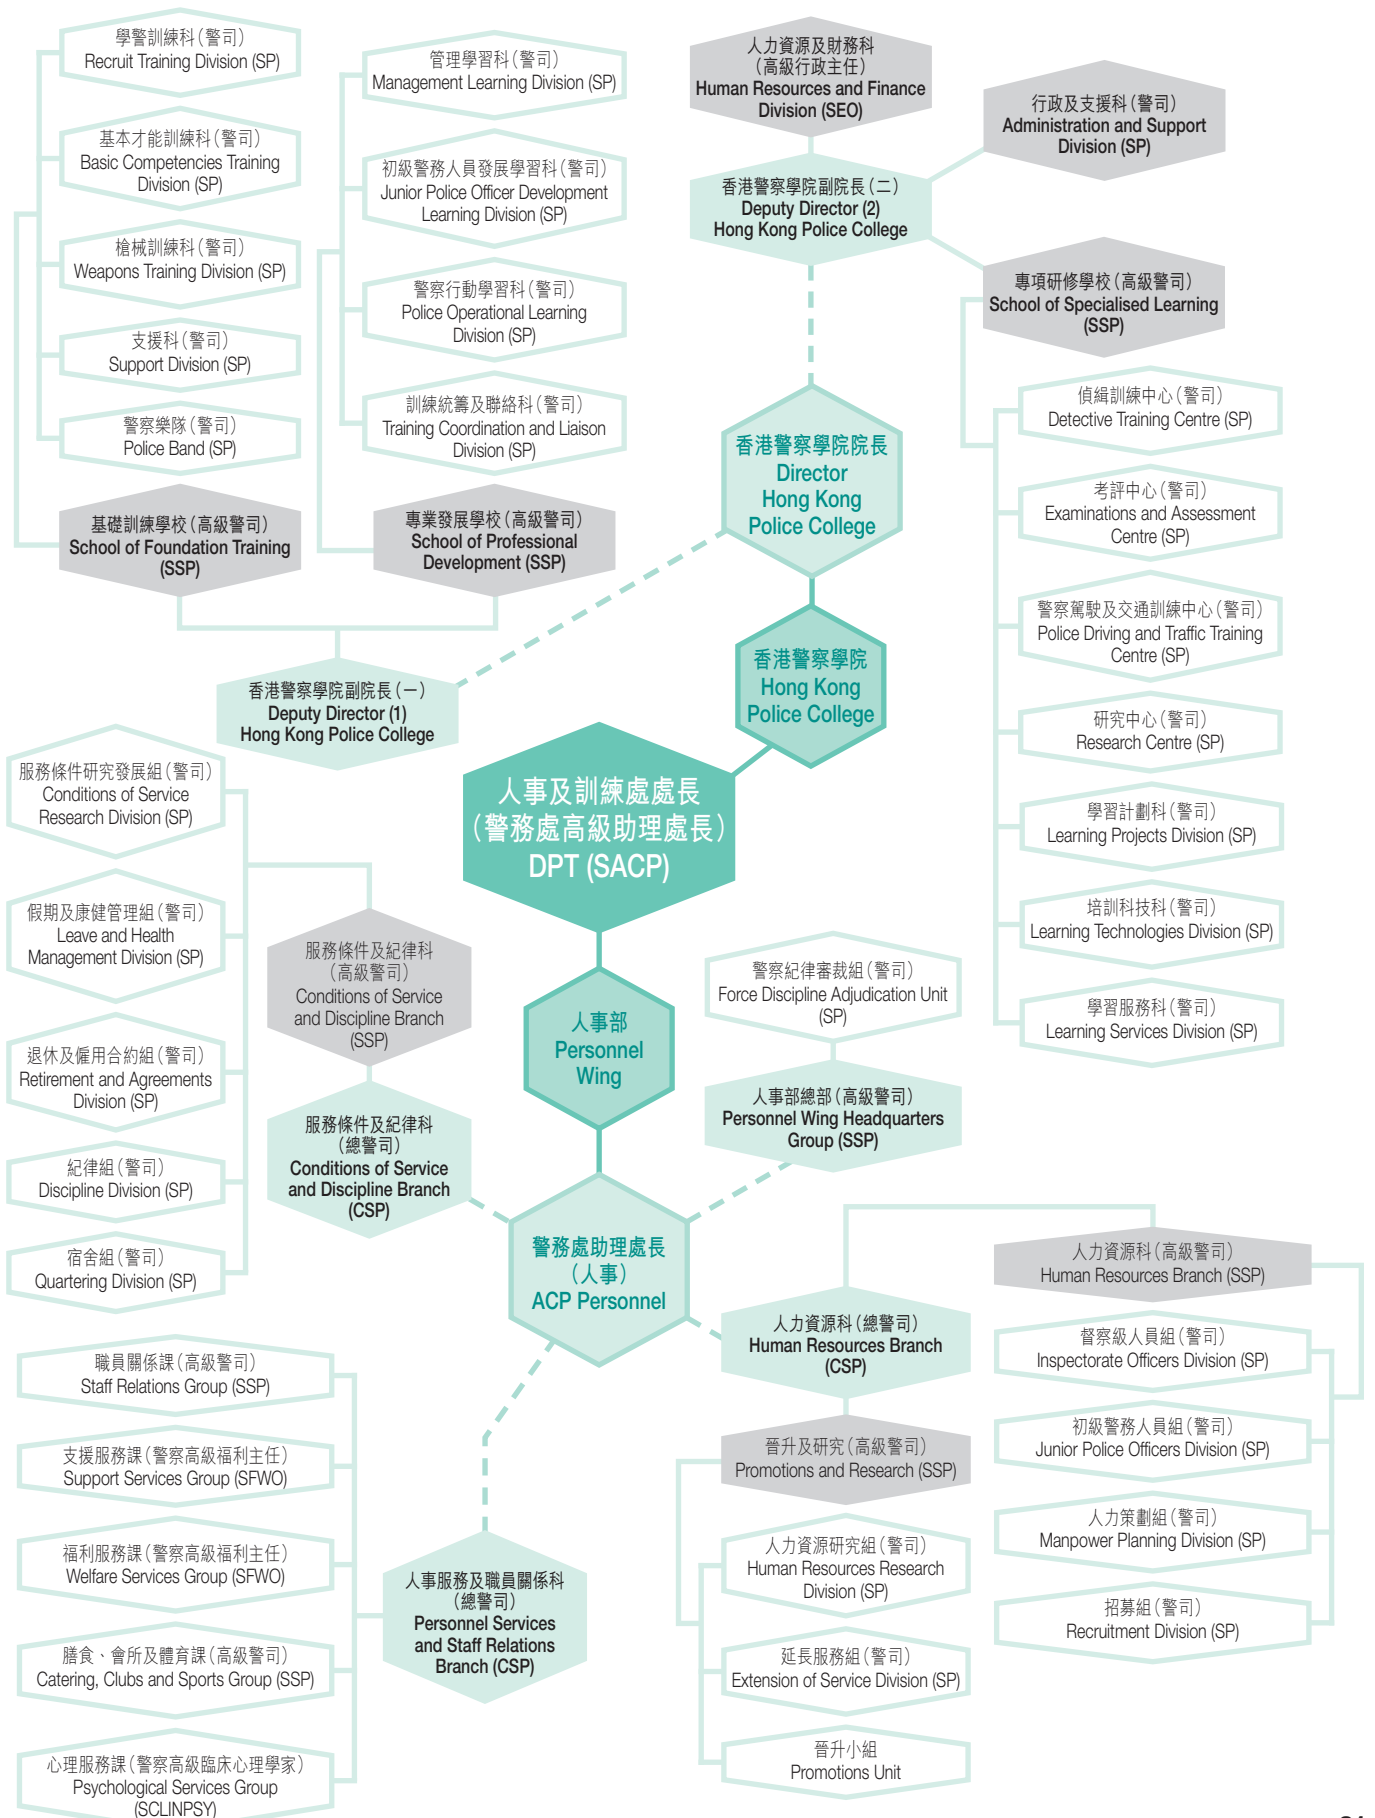 學警訓練科(警司)
Recruit Training Division (SP)
基本才能訓練科(警司)
Basic Competencies Training
Division (SP)
槍械訓練科(警司)
Weapons Training Division (SP)
支援科(警司)
Support Division (SP)
警察樂隊(警司)
Police Band (SP)
基礎訓練學校(高級警司)
School of Foundation Training
(SSP)
管理學習科(警司)
Management Learning Division (SP)
初級警務人員發展學習科(警司)
Junior Police Officer Development
Learning Division (SP)
警察行動學習科(警司)
Police Operational Learning
Division (SP)
訓練統籌及聯絡科(警司)
Training Coordination and Liaison
Division (SP)
專業發展學校(高級警司)
School of Professional
Development (SSP)
香港警察學院副院長(一)
Deputy Director (1)
Hong Kong Police College
人力資源及財務科
(高級行政主任)
Human Resources and Finance
Division (SEO)
行政及支援科(警司)
Administration and Support
Division (SP)
香港警察學院副院長(二)
Deputy Director (2)
Hong Kong Police College
專項研修學校(高級警司)
School of Specialised Learning
(SSP)
偵緝訓練中心(警司)
Detective Training Centre (SP)
考評中心(警司)
Examinations and Assessment
Centre (SP)
警察駕駛及交通訓練中心(警司)
Police Driving and Traffic Training
Centre (SP)
研究中心(警司)
Research Centre (SP)
學習計劃科(警司)
Learning Projects Division (SP)
培訓科技科(警司)
Learning Technologies Division (SP)
學習服務科(警司)
Learning Services Division (SP)
香港警察學院院長
Director
Hong Kong
Police College
香港警察學院
Hong Kong
Police College
人事及訓練處處長
(警務處高級助理處長)
DPT (SACP)
人事部
Personnel
Wing
警務處助理處長
(人事)
ACP Personnel
服務條件研究發展組(警司)
Conditions of Service
Research Division (SP)
假期及康健管理組(警司)
Leave and Health
Management Division (SP)
退休及僱用合約組(警司)
Retirement and Agreements
Division (SP)
紀律組(警司)
Discipline Division (SP)
宿舍組(警司)
Quartering Division (SP)
服務條件及紀律科
(高級警司)
Conditions of Service
and Discipline Branch
(SSP)
服務條件及紀律科
(總警司)
Conditions of Service
and Discipline Branch
(CSP)
警察紀律審裁組(警司)
Force Discipline Adjudication Unit
(SP)
人事部總部(高級警司)
Personnel Wing Headquarters
Group (SSP)
人力資源科(總警司)
Human Resources Branch
(CSP)
人力資源科(高級警司)
Human Resources Branch (SSP)
督察級人員組(警司)
Inspectorate Officers Division (SP)
初級警務人員組(警司)
Junior Police Officers Division (SP)
人力策劃組(警司)
Manpower Planning Division (SP)
招募組(警司)
Recruitment Division (SP)
晉升及研究(高級警司)
Promotions and Research (SSP)
人力資源研究組(警司)
Human Resources Research
Division (SP)
延長服務組(警司)
Extension of Service Division (SP)
晉升小組
Promotions Unit
職員關係課(高級警司)
Staff Relations Group (SSP)
支援服務課(警察高級福利主任)
Support Services Group (SFWO)
福利服務課(警察高級福利主任)
Welfare Services Group (SFWO)
膳食、會所及體育課(高級警司)
Catering, Clubs and Sports Group (SSP)
心理服務課(警察高級臨床心理學家)
Psychological Services Group
(SCLINPSY)
人事服務及職員關係科
(總警司)
Personnel Services
and Staff Relations
Branch (CSP)